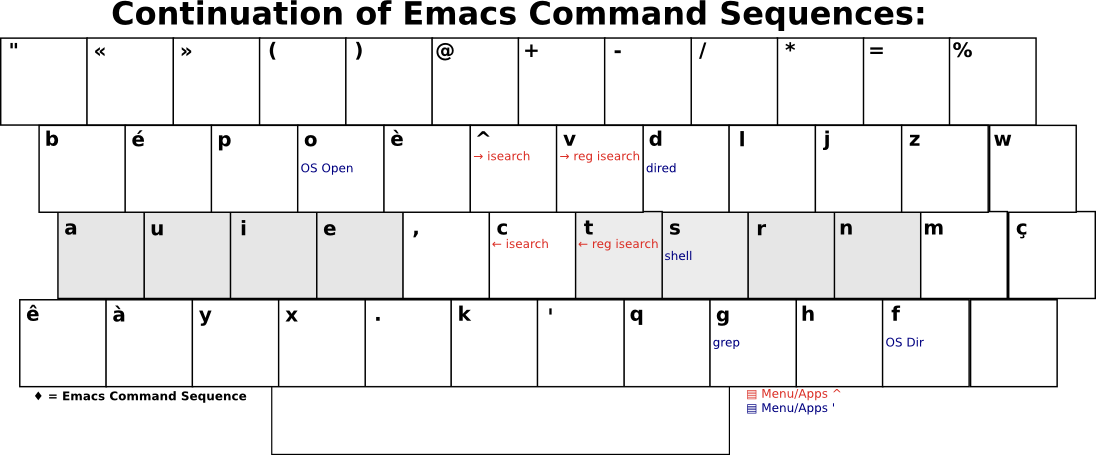 Continuation of Emacs Command Sequences:
" « » ( ) @ + - / * = %
b é p o è ^ v d l j z w
→ isearch → reg isearch
OS Open dired
a u i e , c t s r n m ç
← isearch ← reg isearch
shell
ê à y x . k ' q g h f
grep OS Dir
♦ = Emacs Command Sequence
▤ Menu/Apps ^
▤ Menu/Apps '